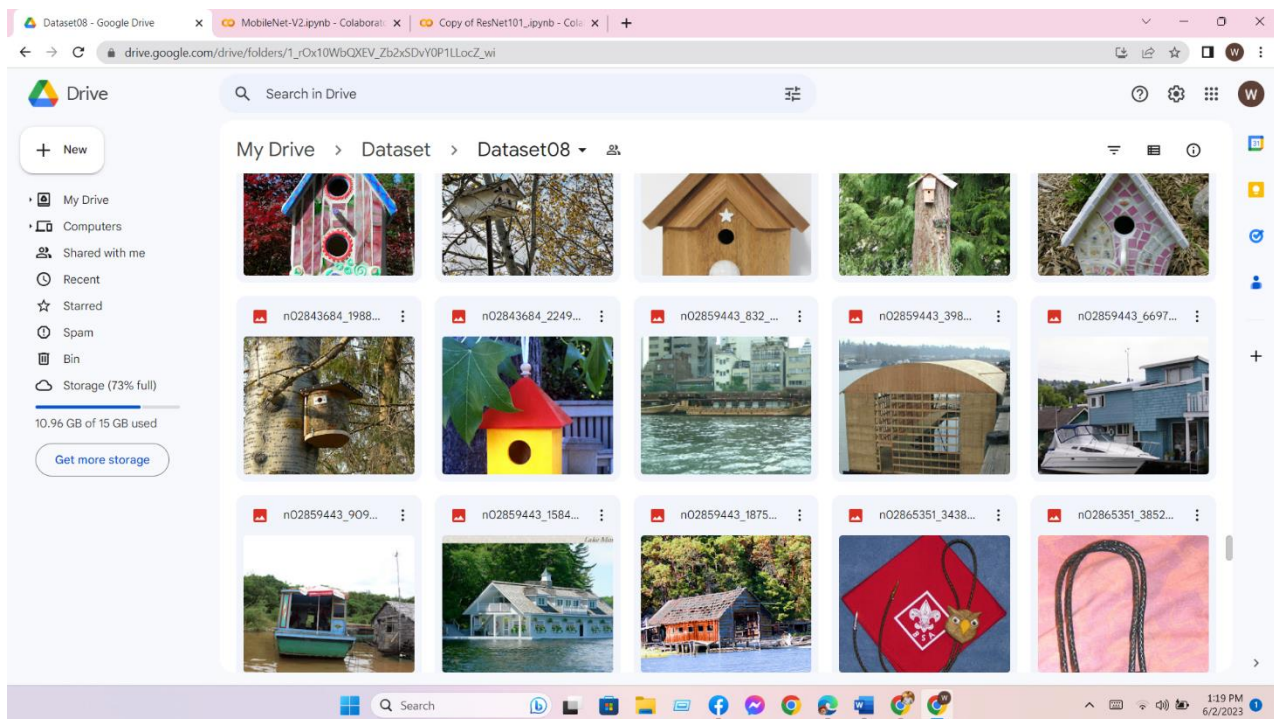 Dataset08 - Google Drive
MobileNet-V2.ipynb - Colaborato
Copy of ResNet101_.ipynb - Cola
drive.google.com/drive/folders/1_rOx10WbQXEV_Zb2xSDvY0P1LLocZ_wi
W
Drive
Search in Drive
W
New
My Drive > Dataset > Dataset08
31
My Drive
Computers
Shared with me
Recent
Starred
Spam
Bin
Storage (73% full)
10.96 GB of 15 GB used
Get more storage
n02843684_1988...
n02843684_2249...
n02859443_832_...
n02859443_398...
n02859443_6697...
n02859443_909...
n02859443_1584...
n02859443_1875...
n02865351_3438...
n02865351_3852...
BSA
Search
1:19 PM
6/2/2023
1